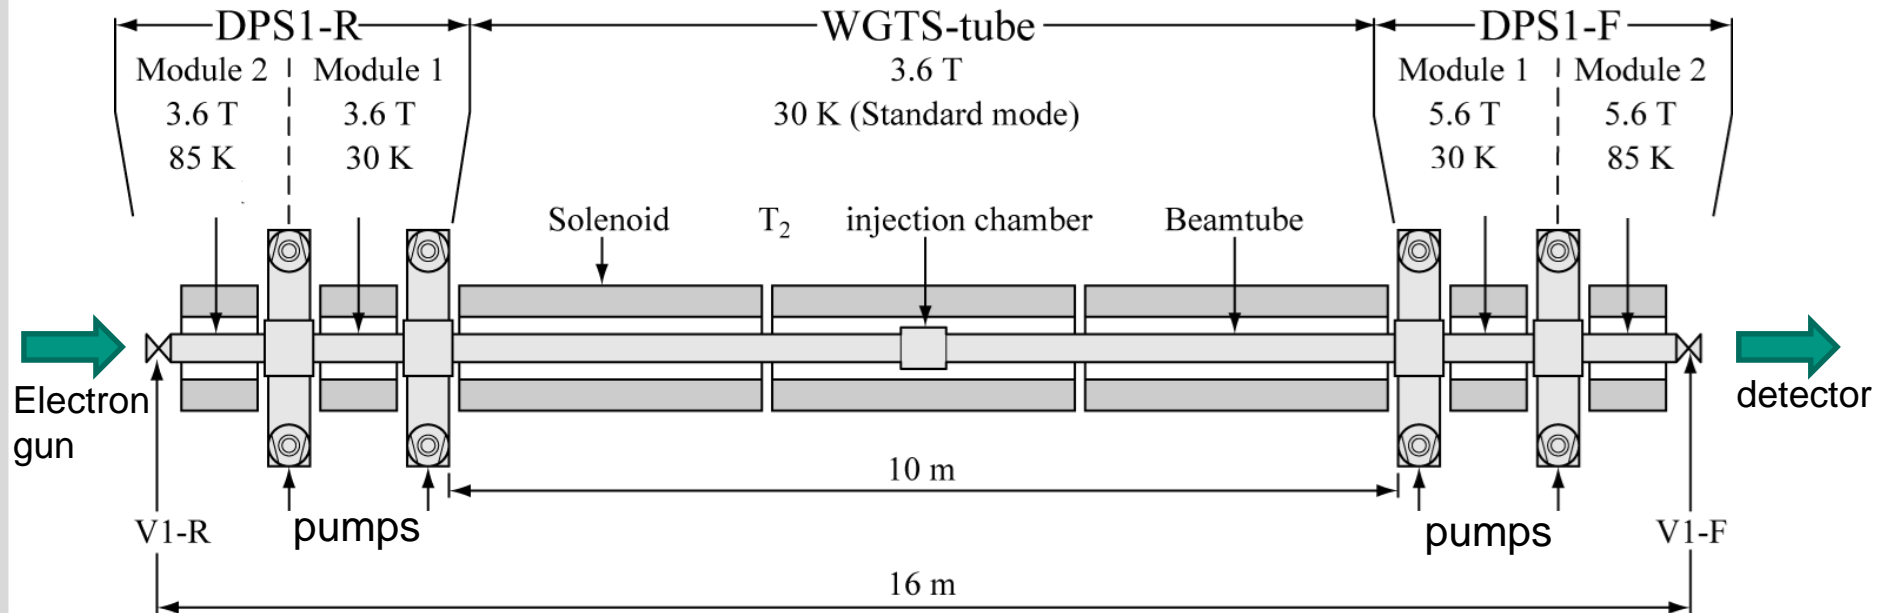 DPS1-R WGTS-tube DPS1-F
Module 2 Module 1 3.6 T Module 1 Module 2
3.6 T 3.6 T 30 K (Standard mode) 5.6 T 5.6 T
85 K 30 K 30 K 85 K
Solenoid T₂ injection chamber Beamtube
Electron
gun
detector
10 m
V1-R pumps pumps V1-F
16 m